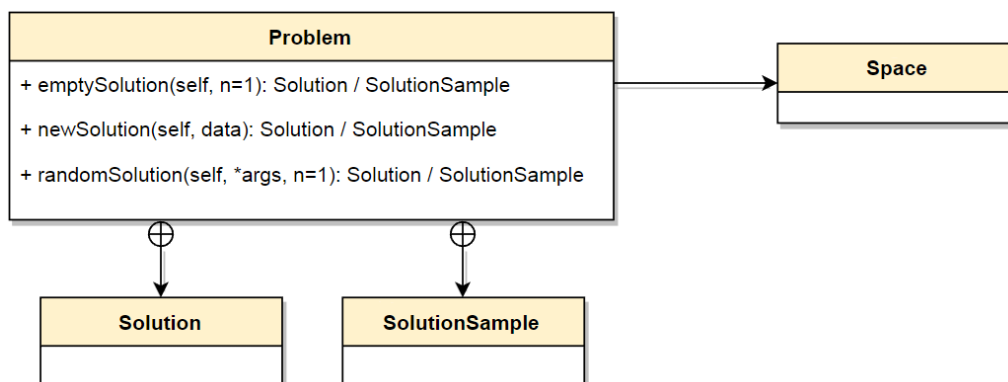 Problem
+ emptySolution(self, n=1): Solution / SolutionSample
+ newSolution(self, data): Solution / SolutionSample
+ randomSolution(self, *args, n=1): Solution / SolutionSample
Space
Solution
SolutionSample